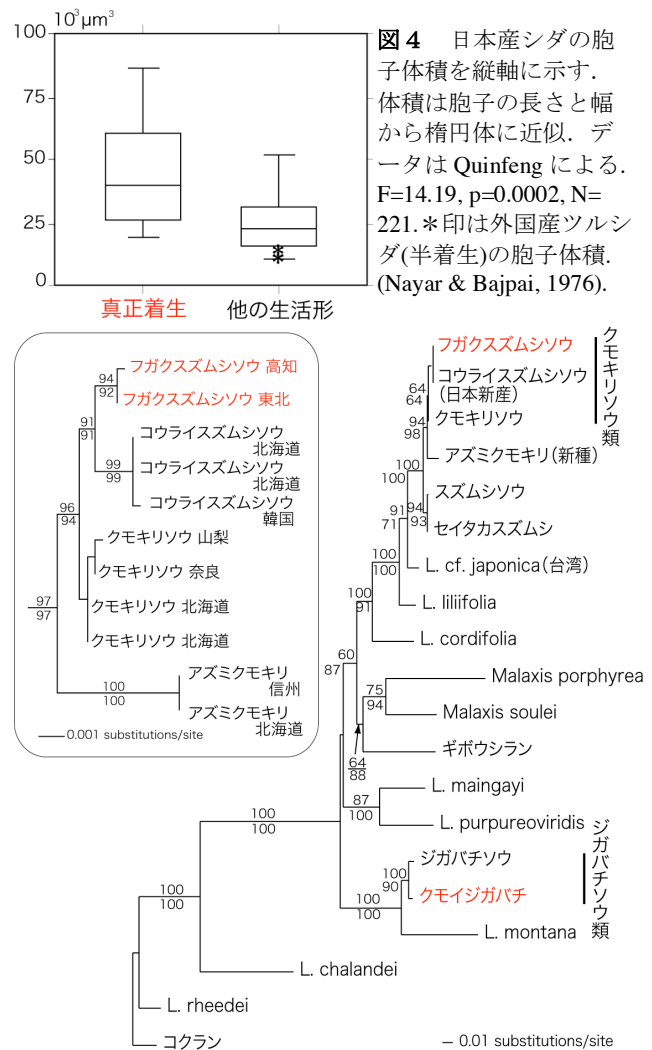 10³μm³
100
75
50
25
0
真正着生
他の生活形
図4 日本産シダの胞
子体積を縦軸に示す.
体積は胞子の長さと幅
から楕円体に近似. デ
ータは Quinfeng による.
F=14.19, p=0.0002, N=
221.＊印は外国産ツルシ
ダ(半着生)の胞子体積.
(Nayar & Bajpai, 1976).
94
92
フガクスズムシソウ 高知
フガクスズムシソウ 東北
91
91
コウライスズムシソウ
北海道
99
99
コウライスズムシソウ
北海道
コウライスズムシソウ
韓国
96
94
クモキリソウ 山梨
クモキリソウ 奈良
クモキリソウ 北海道
クモキリソウ 北海道
97
97
100
100
アズミクモキリ
信州
アズミクモキリ
北海道
0.001 substitutions/site
フガクスズムシソウ
64
64
コウライスズムシソウ
(日本新産)
94
98
クモキリソウ
クモキリソウ類
アズミクモキリ(新種)
100
100
スズムシソウ
94
93
セイタカスズムシ
91
71
L. cf. japonica(台湾)
100
100
L. liliifolia
100
91
L. cordifolia
60
87
Malaxis porphyrea
75
94
Malaxis soulei
64
88
ギボウシラン
L. maingayi
87
100
L. purpureoviridis
100
100
ジガバチソウ
100
90
クモイジガバチ
ジガバチソウ類
100
100
L. montana
100
100
L. chalandei
L. rheedei
コクラン
0.01 substitutions/site